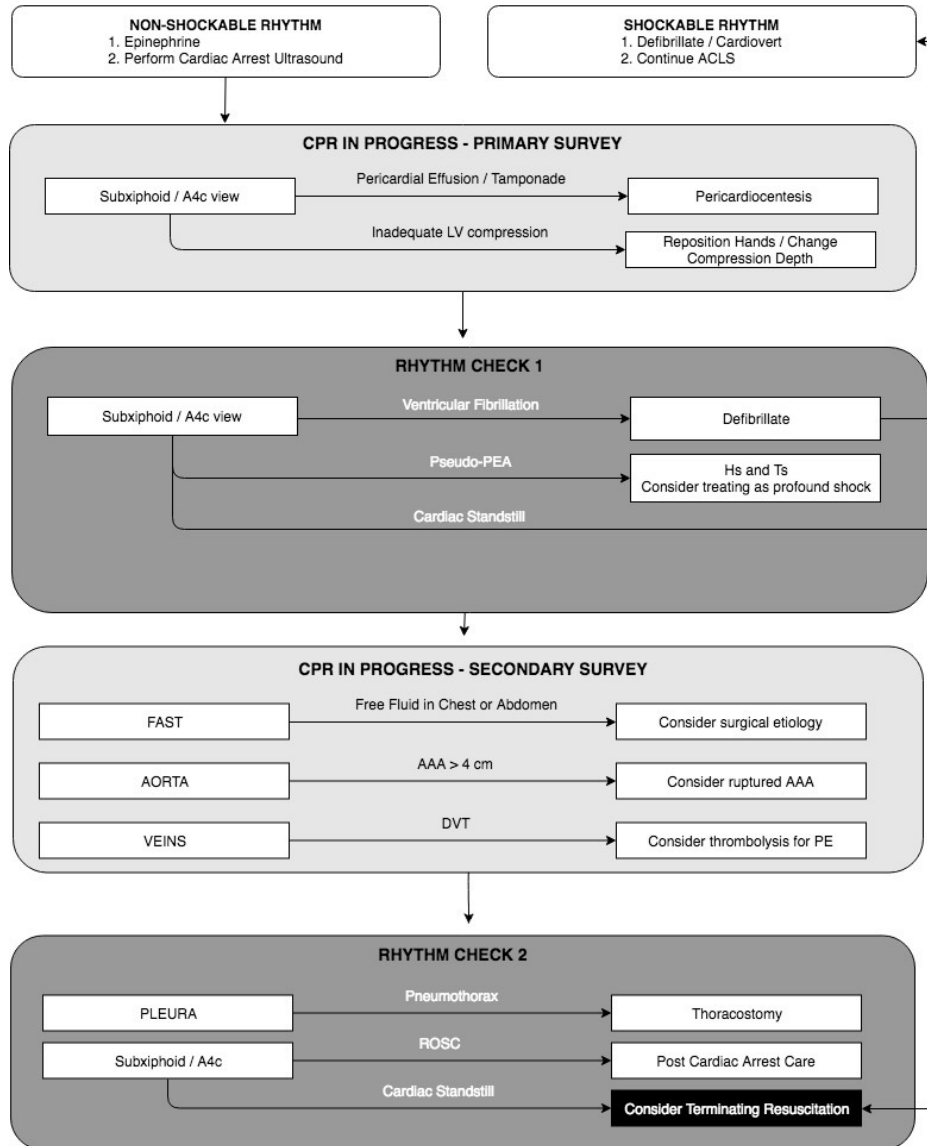 NON-SHOCKABLE RHYTHM
1. Epinephrine
2. Perform Cardiac Arrest Ultrasound
SHOCKABLE RHYTHM
1. Defibrillate / Cardiovert
2. Continue ACLS
CPR IN PROGRESS - PRIMARY SURVEY
Subxiphoid / A4c view
Pericardial Effusion / Tamponade
Pericardiocentesis
Inadequate LV compression
Reposition Hands / Change
Compression Depth
RHYTHM CHECK 1
Subxiphoid / A4c view
Ventricular Fibrillation
Defibrillate
Pseudo-PEA
Hs and Ts
Consider treating as profound shock
Cardiac Standstill
CPR IN PROGRESS - SECONDARY SURVEY
FAST
Free Fluid in Chest or Abdomen
Consider surgical etiology
AORTA
AAA > 4 cm
Consider ruptured AAA
VEINS
DVT
Consider thrombolysis for PE
RHYTHM CHECK 2
PLEURA
Pneumothorax
Thoracostomy
Subxiphoid / A4c
ROSC
Post Cardiac Arrest Care
Cardiac Standstill
Consider Terminating Resuscitation